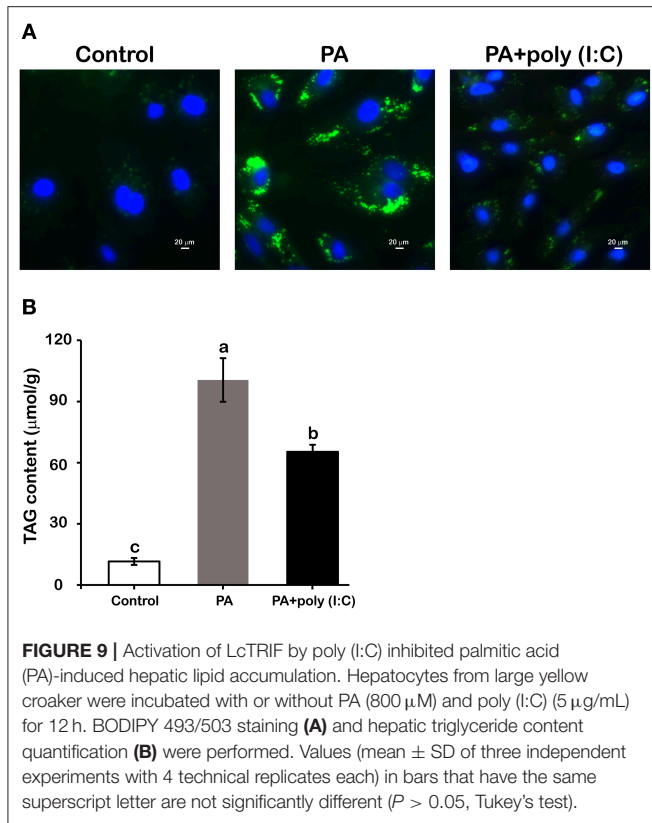 A
Control PA PA+poly (I:C)
20 μm 20 μm 20 μm
B
120
90
60
30
0
TAG content (μmol/g)
c
a
b
Control PA PA+poly (I:C)
FIGURE 9 | Activation of LcTRIF by poly (I:C) inhibited palmitic acid
(PA)-induced hepatic lipid accumulation. Hepatocytes from large yellow
croaker were incubated with or without PA (800 μM) and poly (I:C) (5 μg/mL)
for 12 h. BODIPY 493/503 staining (A) and hepatic triglyceride content
quantification (B) were performed. Values (mean ± SD of three independent
experiments with 4 technical replicates each) in bars that have the same
superscript letter are not significantly different (P > 0.05, Tukey's test).